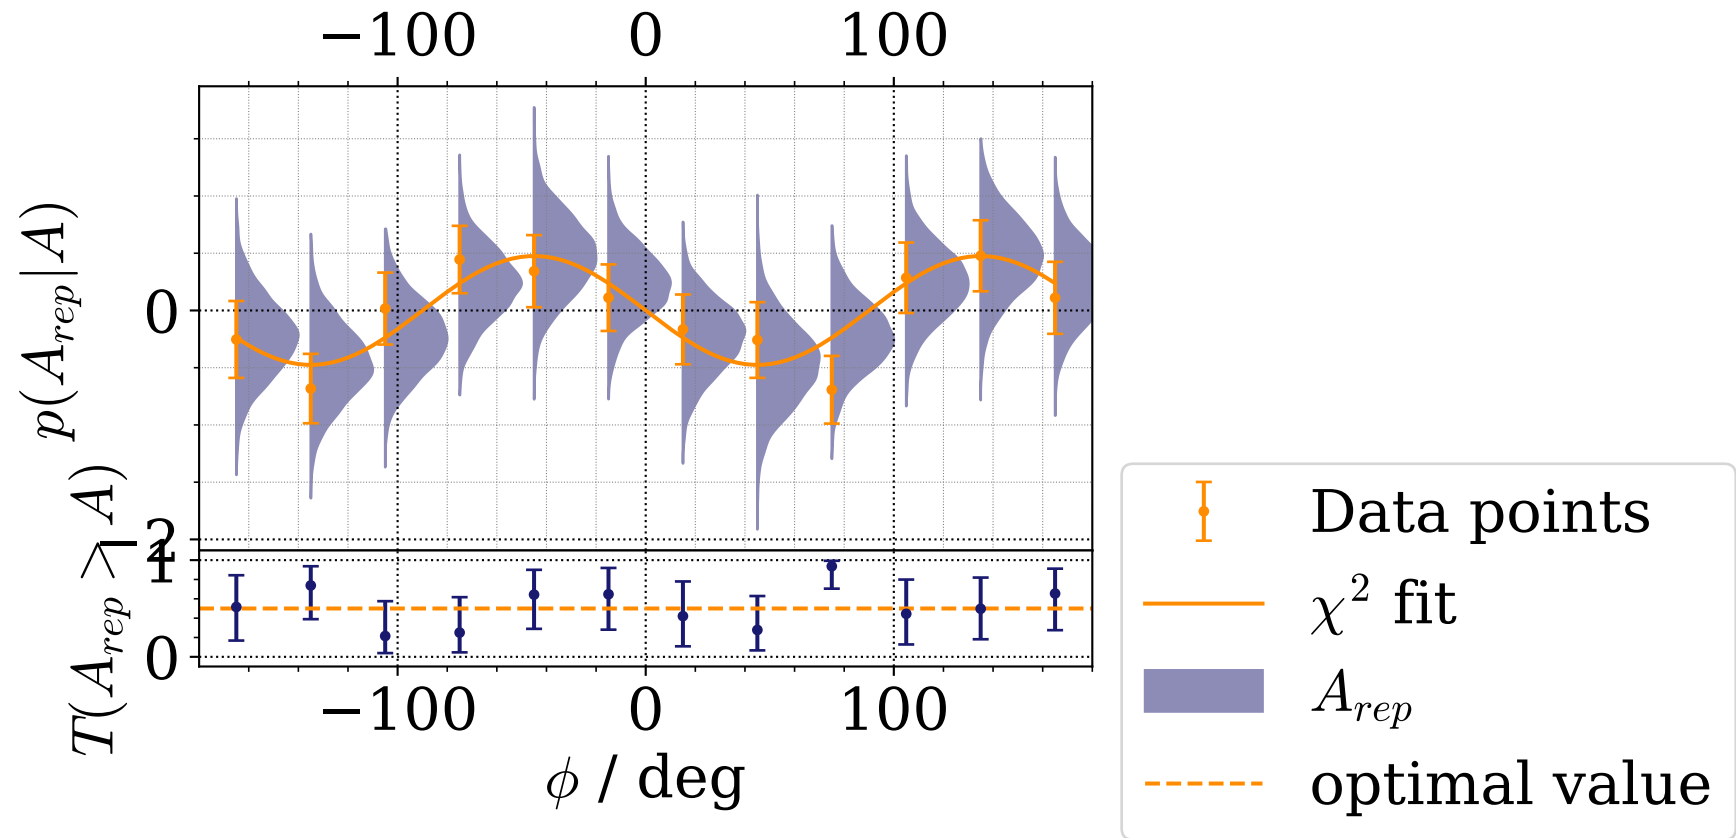 −100 0 100
p(A_rep|A)
0
−2
T(A_rep > A)
1
0
−100 0 100
ϕ / deg
Data points
χ² fit
A_rep
optimal value